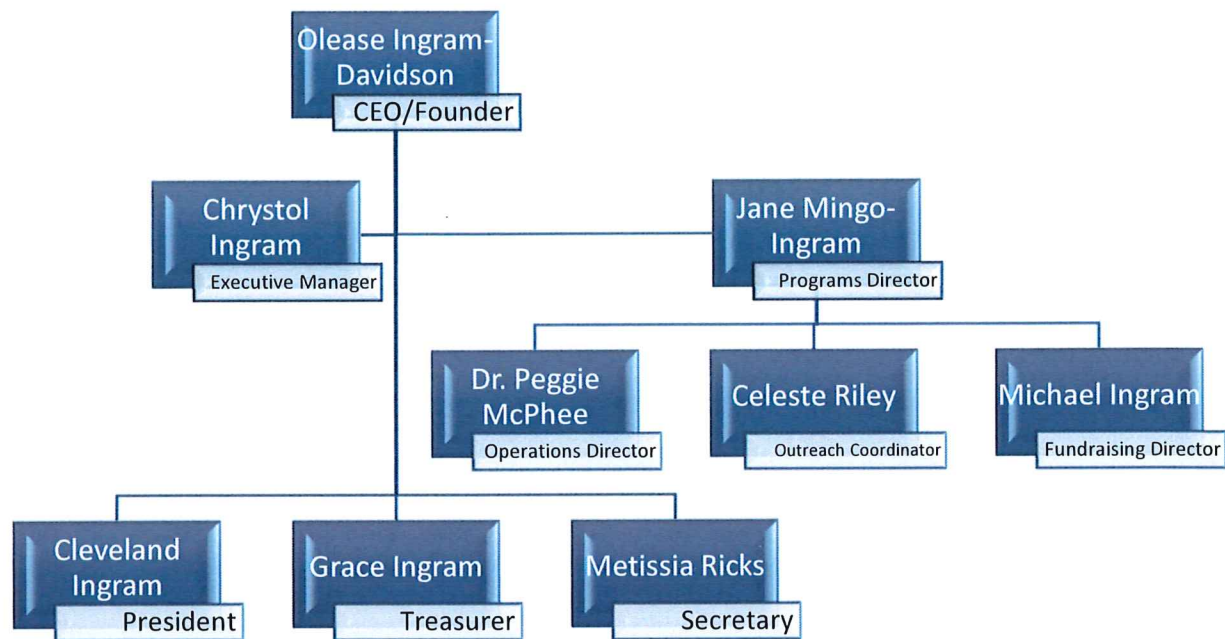 Olease Ingram-
Davidson
CEO/Founder
Chrystol
Ingram
Executive Manager
Jane Mingo-
Ingram
Programs Director
Dr. Peggie
McPhee
Operations Director
Celeste Riley
Outreach Coordinator
Michael Ingram
Fundraising Director
Cleveland
Ingram
President
Grace Ingram
Treasurer
Metissia Ricks
Secretary